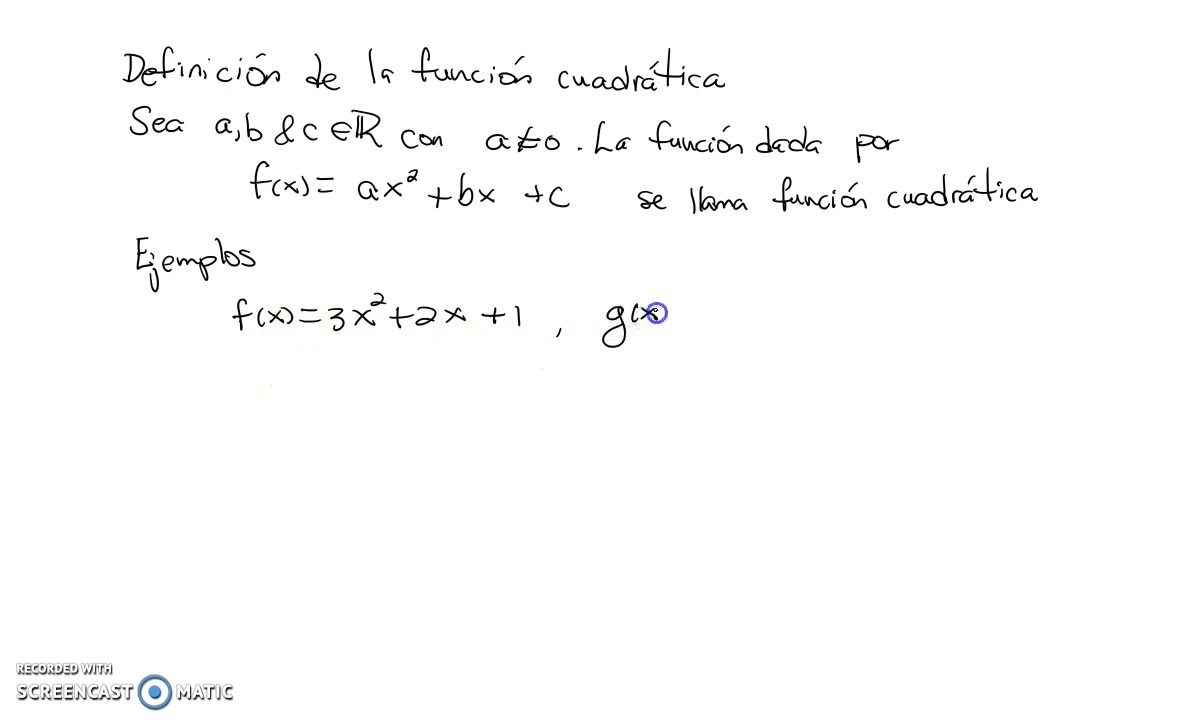 Definición de la función cuadrática
Sea a,b & c ∈ ℝ con a≠0. La función dada por
f(x)= ax² +bx +c se llama función cuadrática
Ejemplos
f(x)=3x²+2x+1 , g(x
RECORDED WITH
SCREENCAST MATIC